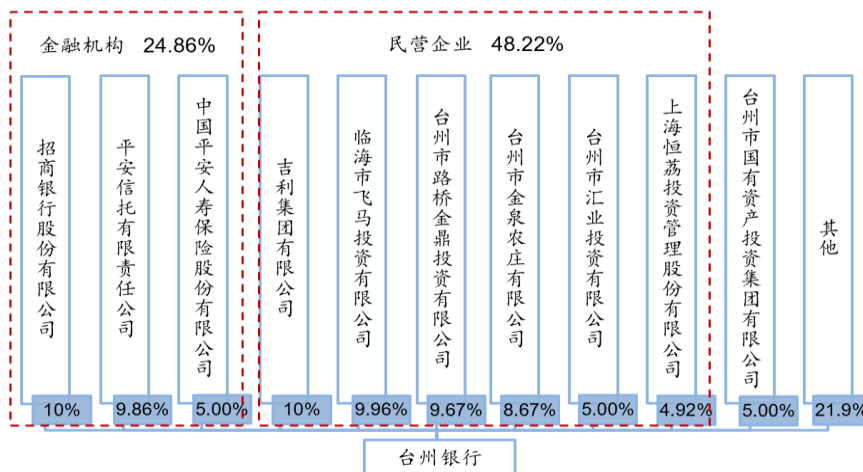 金融机构 24.86%
民营企业 48.22%
招商银行股份有限公司
平安信托有限责任公司
中国平安人寿保险股份有限公司
吉利集团有限公司
临海市飞马投资有限公司
台州市路桥金鼎投资有限公司
台州市金泉农庄有限公司
台州市汇业投资有限公司
上海恒荔投资管理股份有限公司
台州市国有资产投资集团有限公司
其他
10%
9.86%
5.00%
10%
9.96%
9.67%
8.67%
5.00%
4.92%
5.00%
21.9%
台州银行